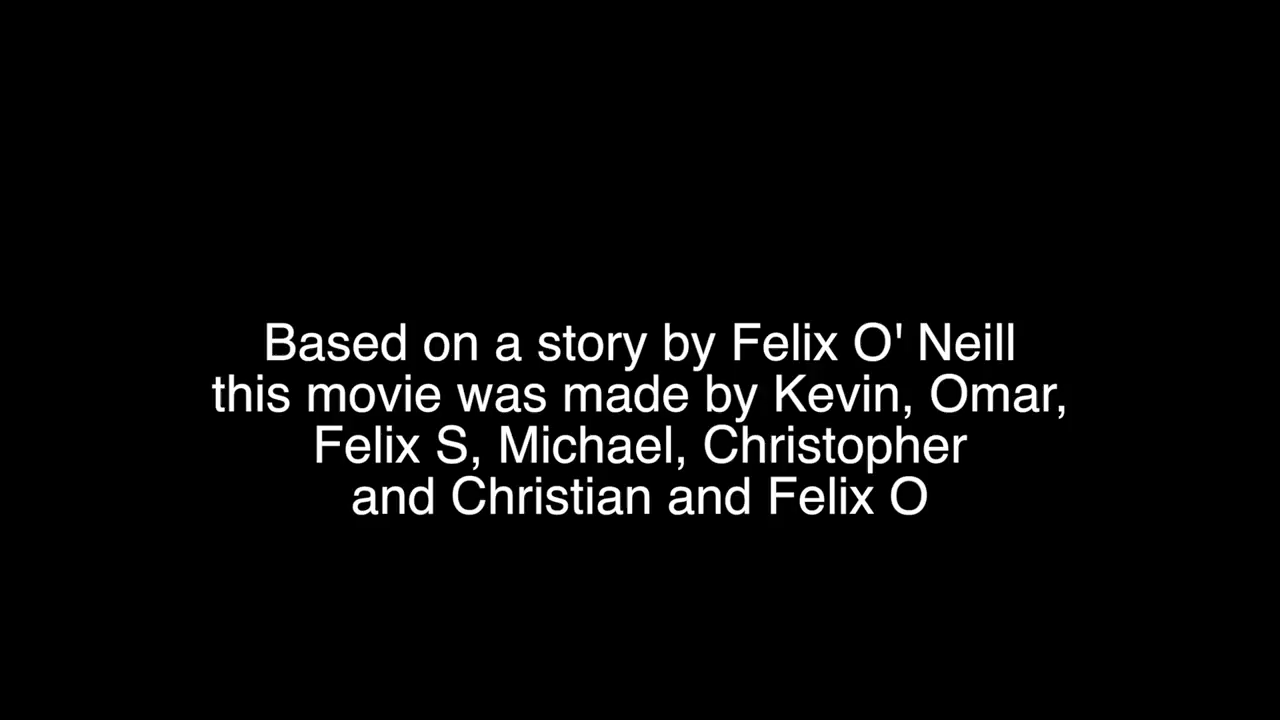 Based on a story by Felix O' Neill
this movie was made by Kevin, Omar,
Felix S, Michael, Christopher
and Christian and Felix O